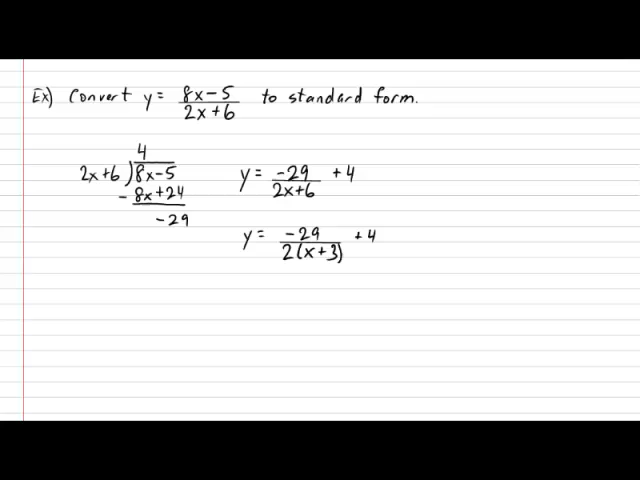 Ex) Convert y = (8x - 5)/(2x + 6) to standard form.
4
2x+6 ) 8x - 5
- 8x + 24
-29
y = -29/(2x+6) + 4
y = -29/(2(x+3)) + 4